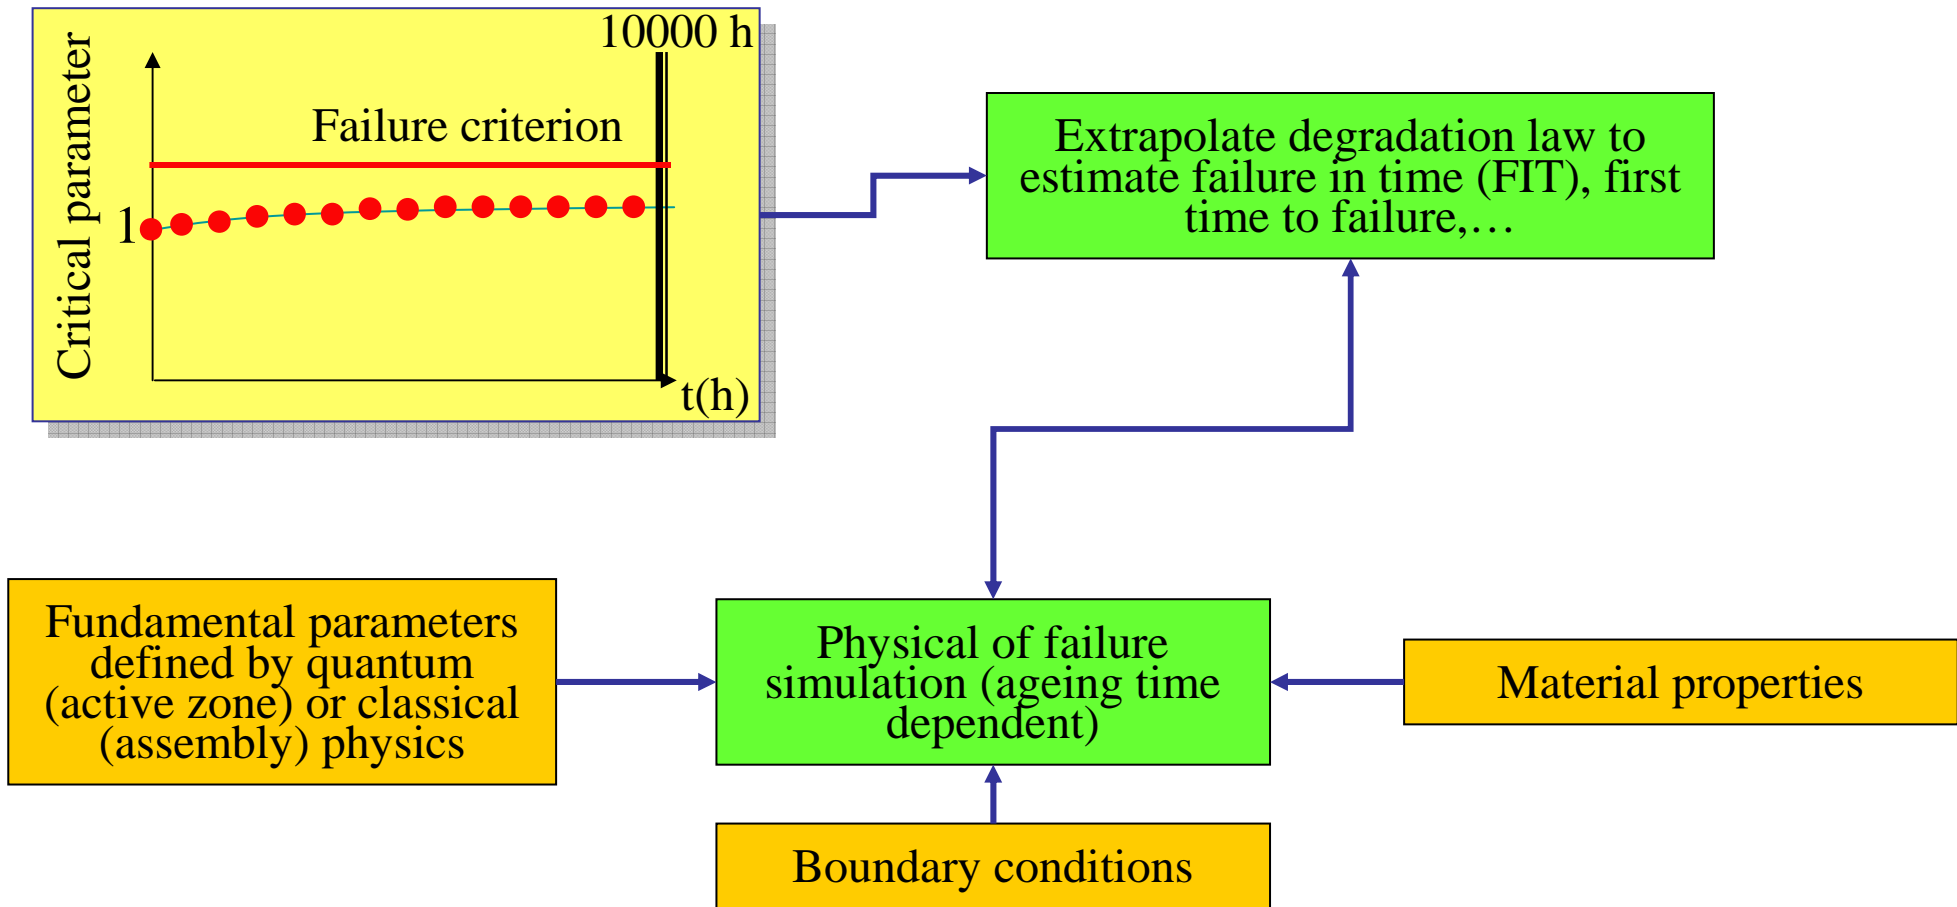 10000 h
Critical parameter
Failure criterion
1
t(h)
Extrapolate degradation law to
estimate failure in time (FIT), first
time to failure,…
Fundamental parameters
defined by quantum
(active zone) or classical
(assembly) physics
Physical of failure
simulation (ageing time
dependent)
Material properties
Boundary conditions